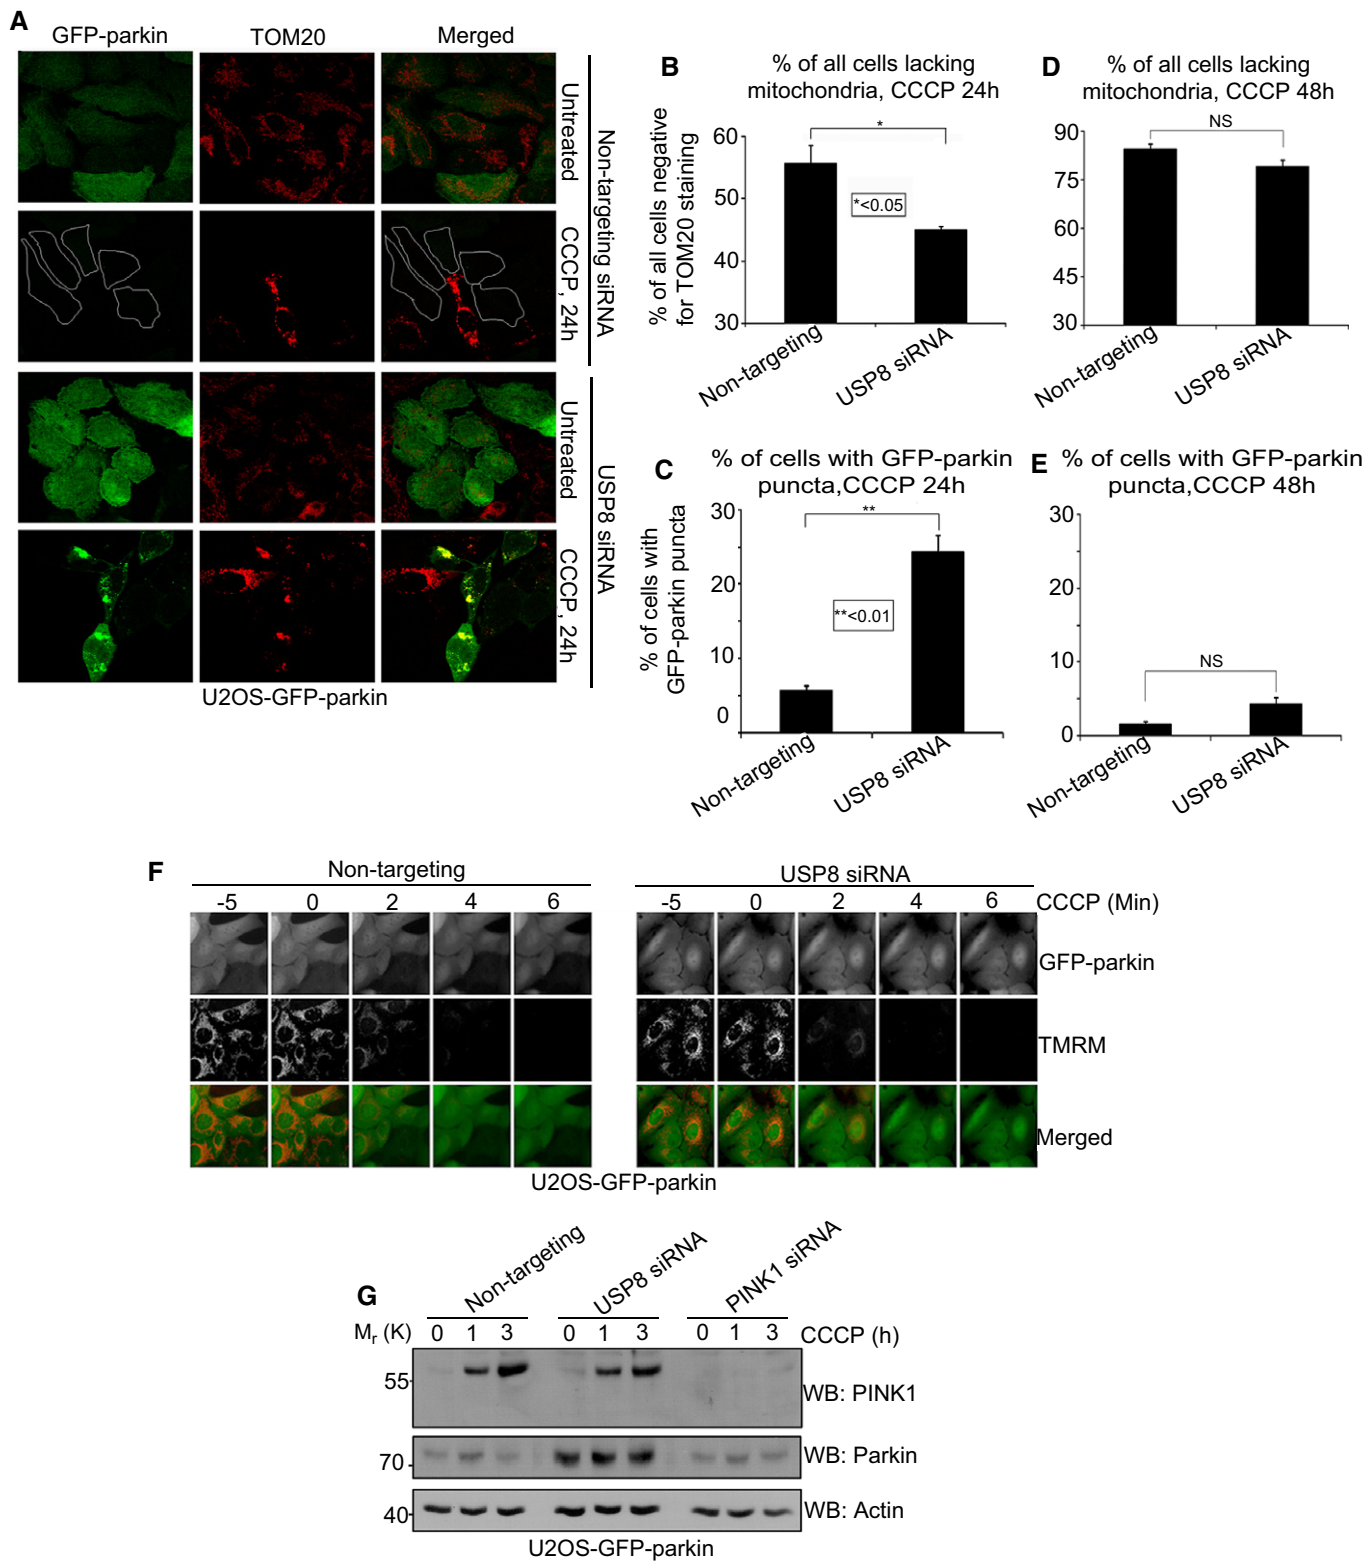 A
GFP-parkin
TOM20
Merged
Untreated
CCCP, 24h
Non-targeting siRNA
Untreated
CCCP, 24h
USP8 siRNA
U2OS-GFP-parkin
B
% of all cells lacking
mitochondria, CCCP 24h
% of all cells negative
for TOM20 staining
60
50
40
30
*
*<0.05
Non-targeting
USP8 siRNA
D
% of all cells lacking
mitochondria, CCCP 48h
90
75
60
45
30
NS
Non-targeting
USP8 siRNA
C
% of cells with GFP-parkin
puncta,CCCP 24h
% of cells with
GFP-parkin puncta
30
20
10
0
**
**<0.01
Non-targeting
USP8 siRNA
E
% of cells with GFP-parkin
puncta,CCCP 48h
30
20
10
0
NS
Non-targeting
USP8 siRNA
F
Non-targeting
USP8 siRNA
-5 0 2 4 6
-5 0 2 4 6 CCCP (Min)
GFP-parkin
TMRM
Merged
U2OS-GFP-parkin
G
Non-targeting
USP8 siRNA
PINK1 siRNA
Mr (K) 0 1 3 0 1 3 0 1 3 CCCP (h)
55
WB: PINK1
70
WB: Parkin
40
WB: Actin
U2OS-GFP-parkin